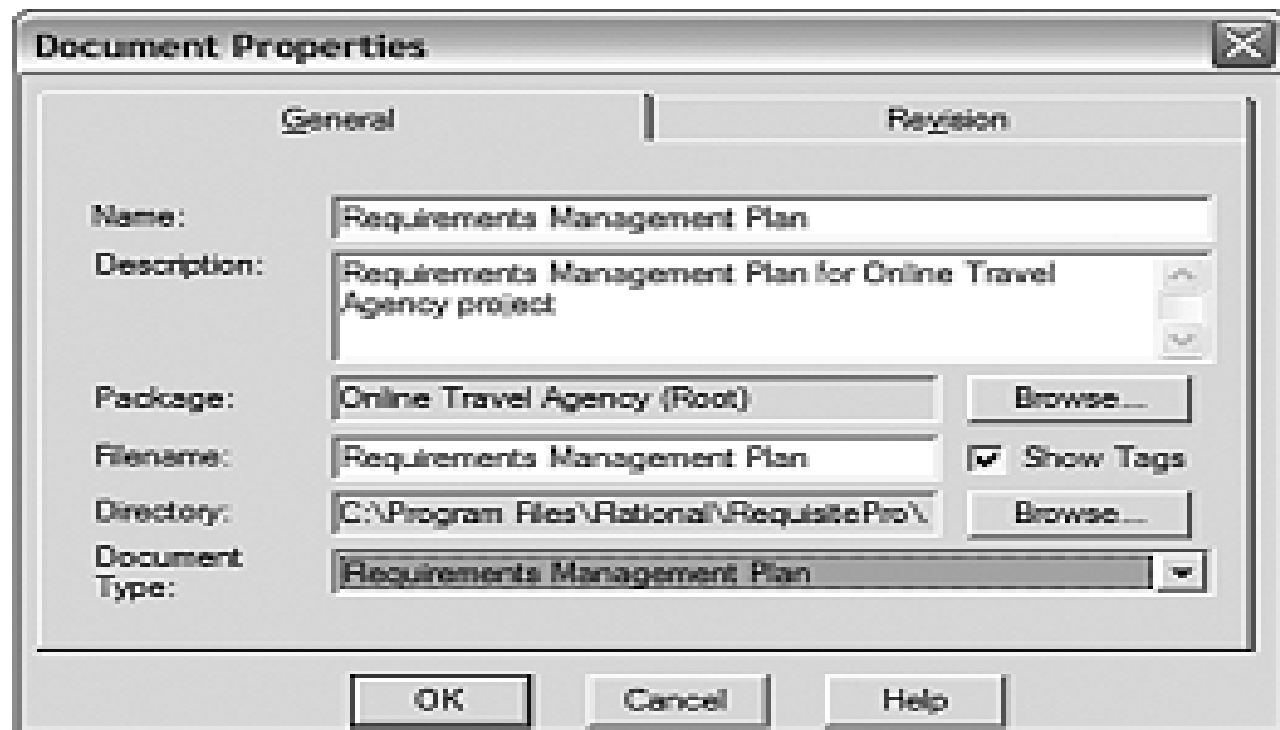 Document Properties
General Revision
Name: Requirements Management Plan
Description: Requirements Management Plan for Online Travel
Agency project
Package: Online Travel Agency (Root) Browse...
Filename: Requirements Management Plan Show Tags
Directory: C:\Program Files\Rational\RequisitePro\ Browse...
Document
Type: Requirements Management Plan
OK Cancel Help